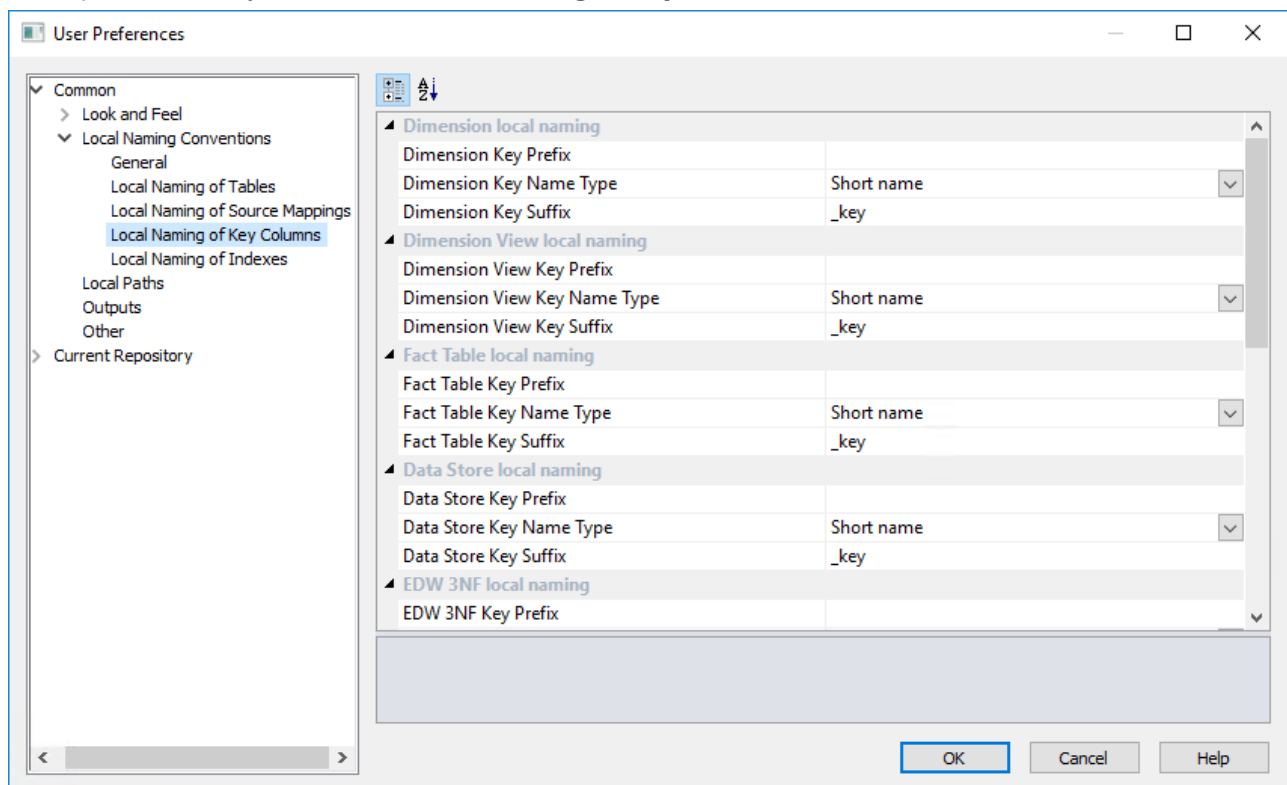 User Preferences
Common
Look and Feel
Local Naming Conventions
General
Local Naming of Tables
Local Naming of Source Mappings
Local Naming of Key Columns
Local Naming of Indexes
Local Paths
Outputs
Other
Current Repository
Dimension local naming
Dimension Key Prefix
Dimension Key Name Type Short name
Dimension Key Suffix _key
Dimension View local naming
Dimension View Key Prefix
Dimension View Key Name Type Short name
Dimension View Key Suffix _key
Fact Table local naming
Fact Table Key Prefix
Fact Table Key Name Type Short name
Fact Table Key Suffix _key
Data Store local naming
Data Store Key Prefix
Data Store Key Name Type Short name
Data Store Key Suffix _key
EDW 3NF local naming
EDW 3NF Key Prefix
OK Cancel Help